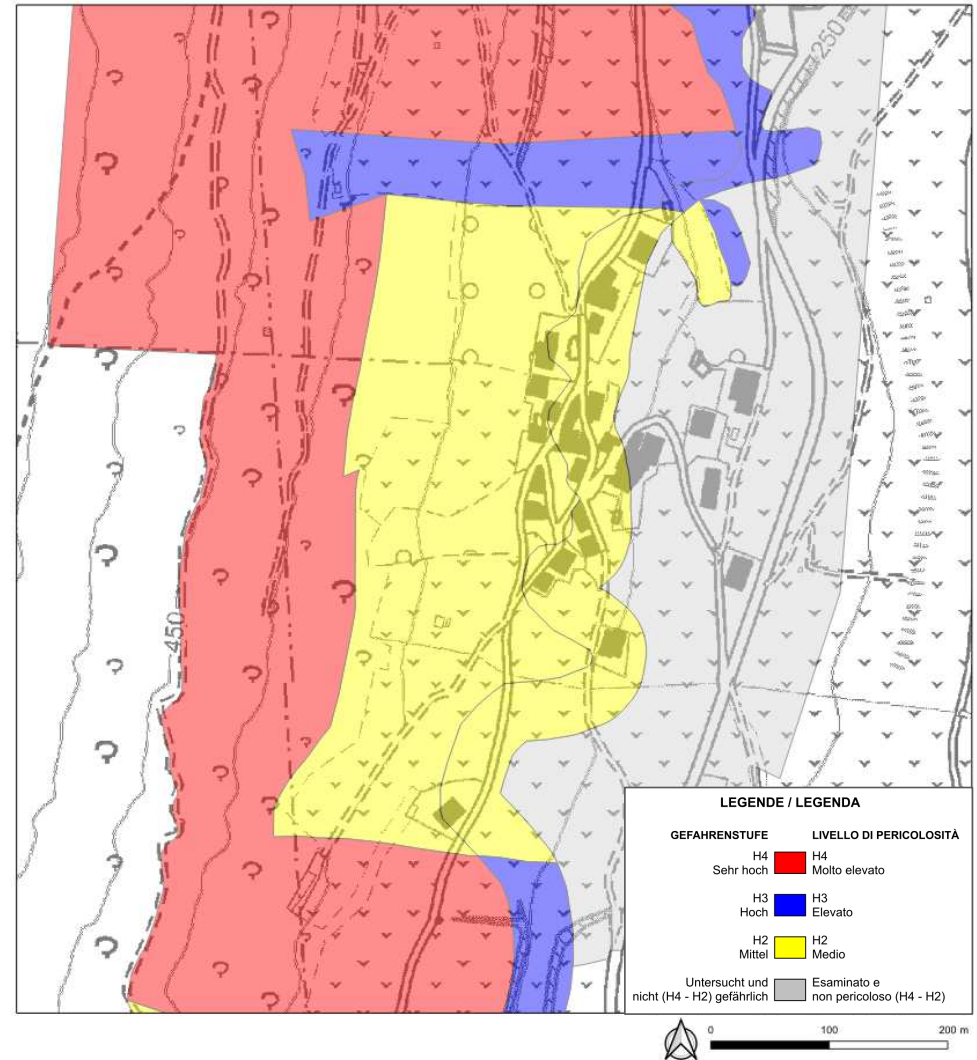 250
450
LEGENDE / LEGENDA
GEFAHRENSTUFE LIVELLO DI PERICOLOSITÀ
H4 H4
Sehr hoch Molto elevato
H3 H3
Hoch Elevato
H2 H2
Mittel Medio
Untersucht und Esaminato e
nicht (H4 - H2) gefährlich non pericoloso (H4 - H2)
0 100 200 m